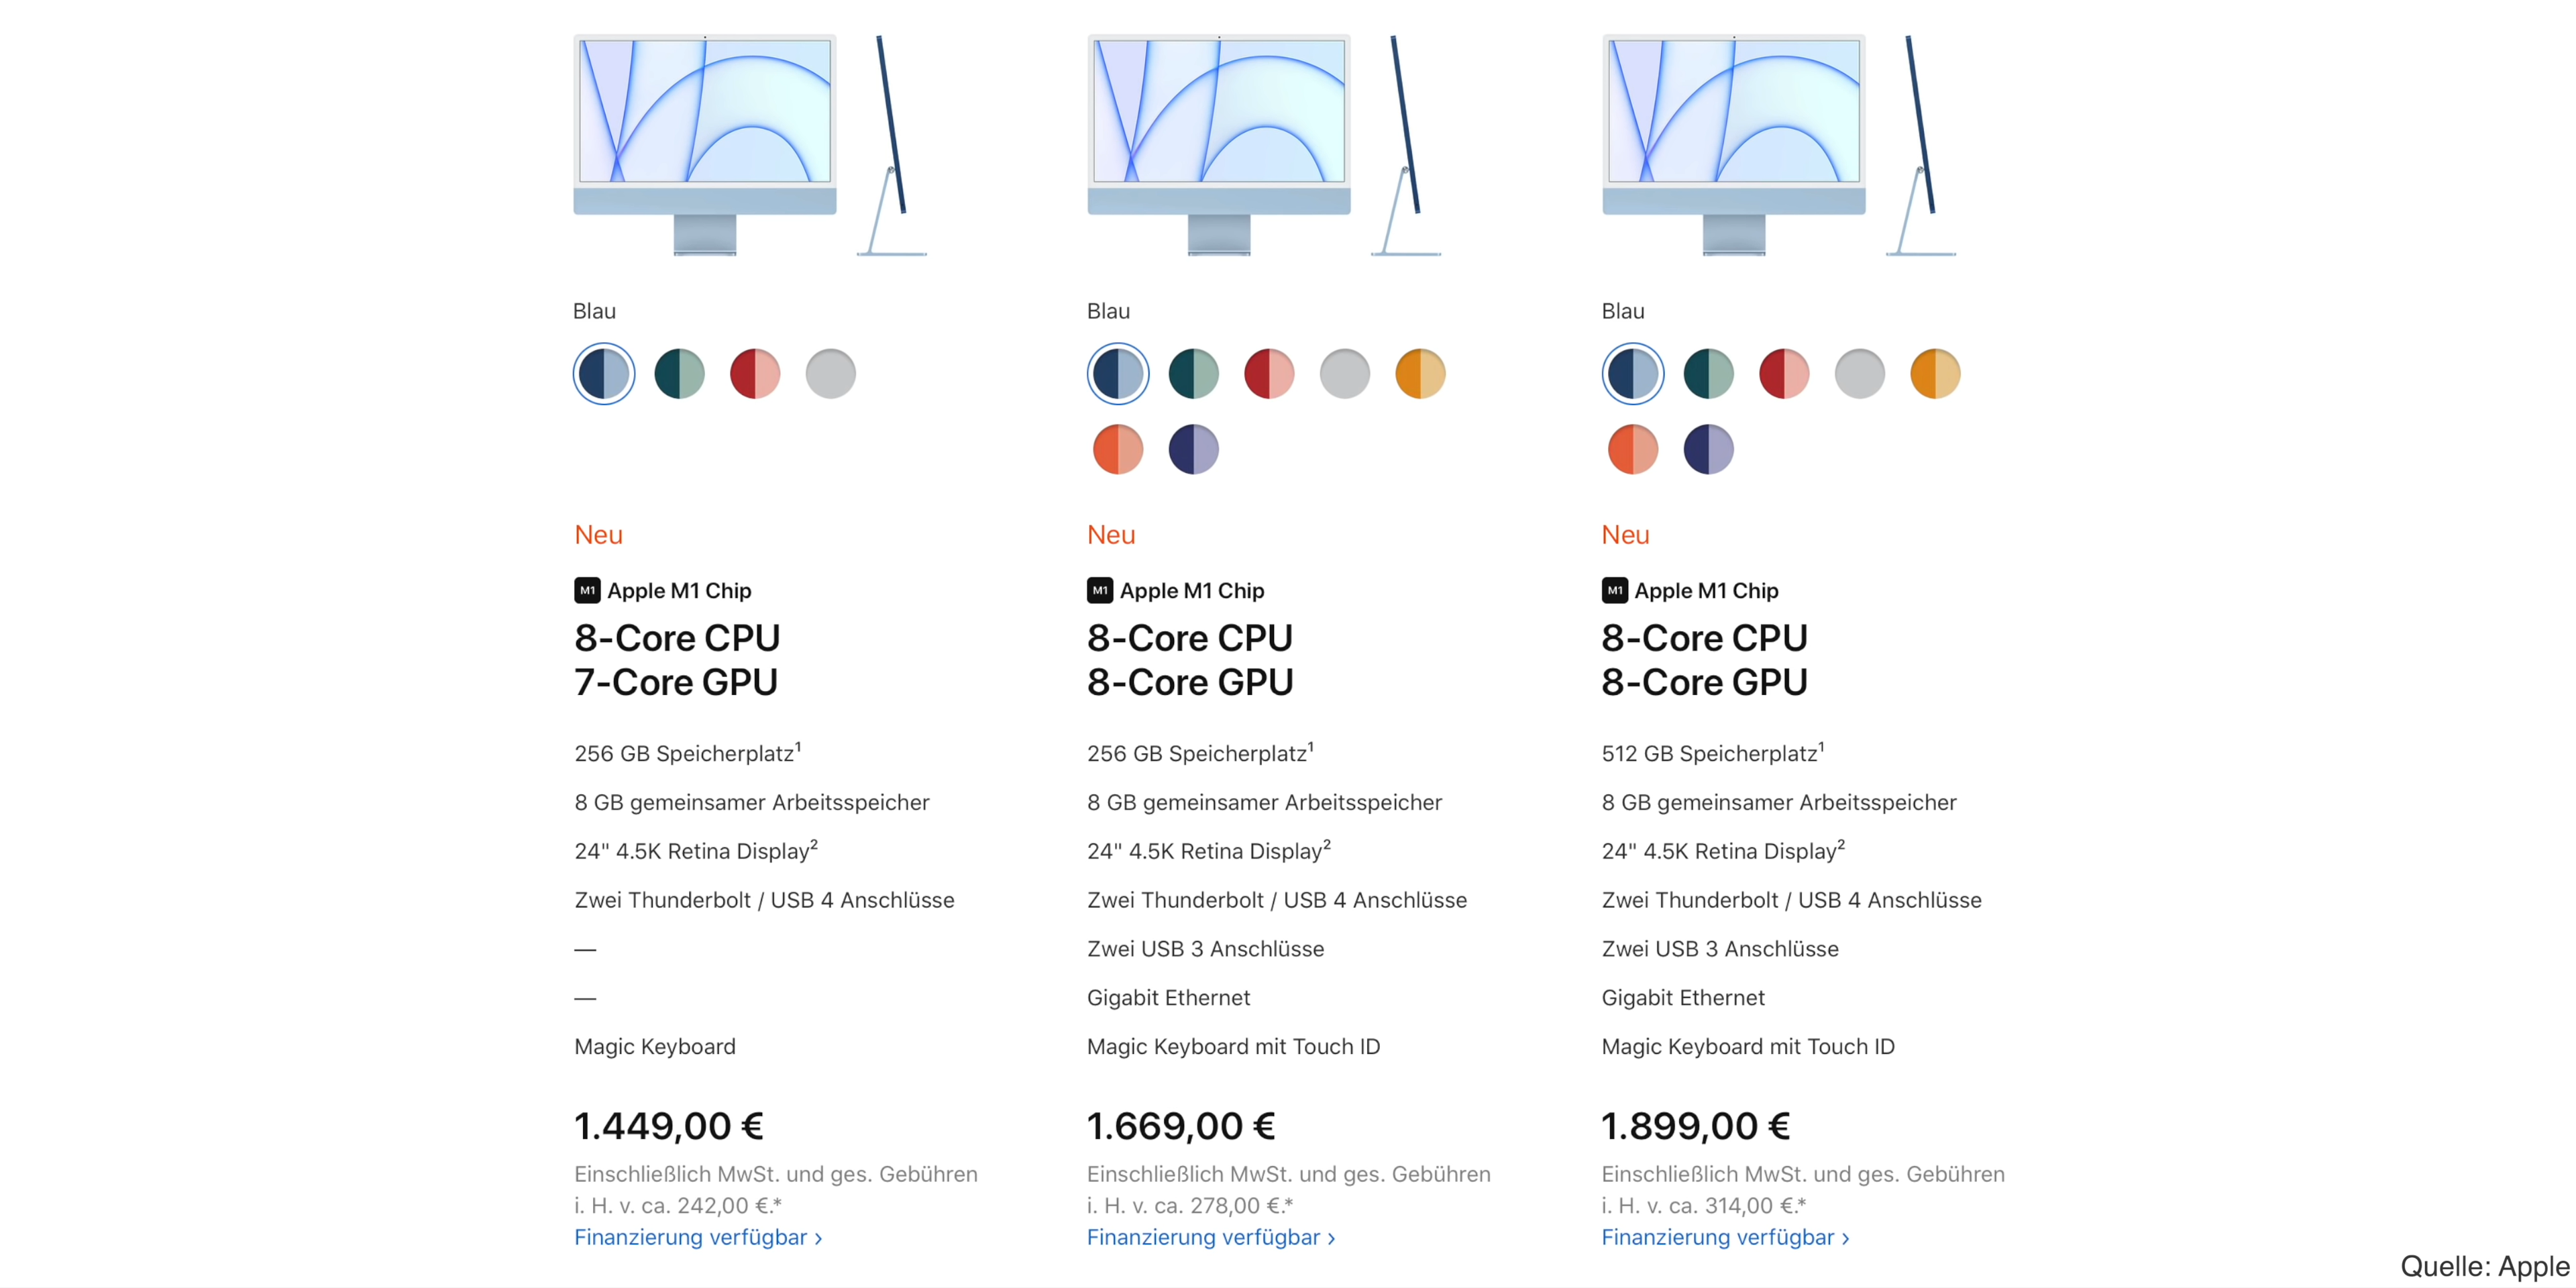 Blau
Neu
M1 Apple M1 Chip
8-Core CPU
7-Core GPU
256 GB Speicherplatz¹
8 GB gemeinsamer Arbeitsspeicher
24" 4.5K Retina Display²
Zwei Thunderbolt / USB 4 Anschlüsse
—
—
Magic Keyboard
1.449,00 €
Einschließlich MwSt. und ges. Gebühren
i. H. v. ca. 242,00 €.*
Finanzierung verfügbar ›
Blau
Neu
M1 Apple M1 Chip
8-Core CPU
8-Core GPU
256 GB Speicherplatz¹
8 GB gemeinsamer Arbeitsspeicher
24" 4.5K Retina Display²
Zwei Thunderbolt / USB 4 Anschlüsse
Zwei USB 3 Anschlüsse
Gigabit Ethernet
Magic Keyboard mit Touch ID
1.669,00 €
Einschließlich MwSt. und ges. Gebühren
i. H. v. ca. 278,00 €.*
Finanzierung verfügbar ›
Blau
Neu
M1 Apple M1 Chip
8-Core CPU
8-Core GPU
512 GB Speicherplatz¹
8 GB gemeinsamer Arbeitsspeicher
24" 4.5K Retina Display²
Zwei Thunderbolt / USB 4 Anschlüsse
Zwei USB 3 Anschlüsse
Gigabit Ethernet
Magic Keyboard mit Touch ID
1.899,00 €
Einschließlich MwSt. und ges. Gebühren
i. H. v. ca. 314,00 €.*
Finanzierung verfügbar ›
Quelle: Apple